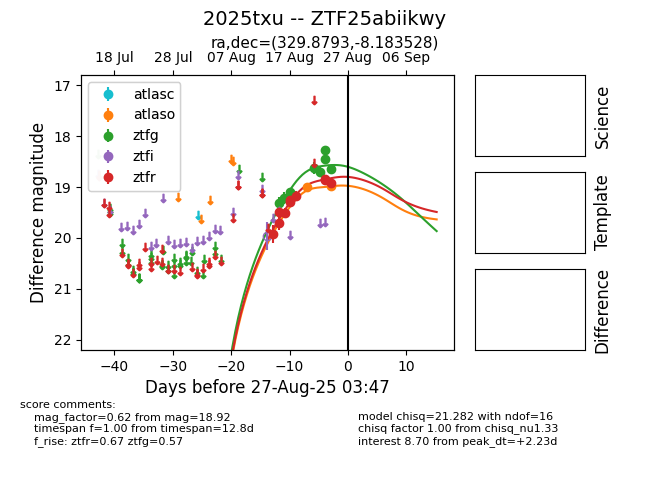 2025txu -- ZTF25abiikwy
ra,dec=(329.8793,-8.183528)
18 Jul 28 Jul 07 Aug 17 Aug 27 Aug 06 Sep
17
18
19
20
21
22
Difference magnitude
atlasc
atlaso
ztfg
ztfi
ztfr
−40 −30 −20 −10 0 10
Days before 27-Aug-25 03:47
Science
Template
Difference
score comments:
mag_factor=0.62 from mag=18.92
timespan f=1.00 from timespan=12.8d
f_rise: ztfr=0.67 ztfg=0.57
model chisq=21.282 with ndof=16
chisq factor 1.00 from chisq_nu1.33
interest 8.70 from peak_dt=+2.23d